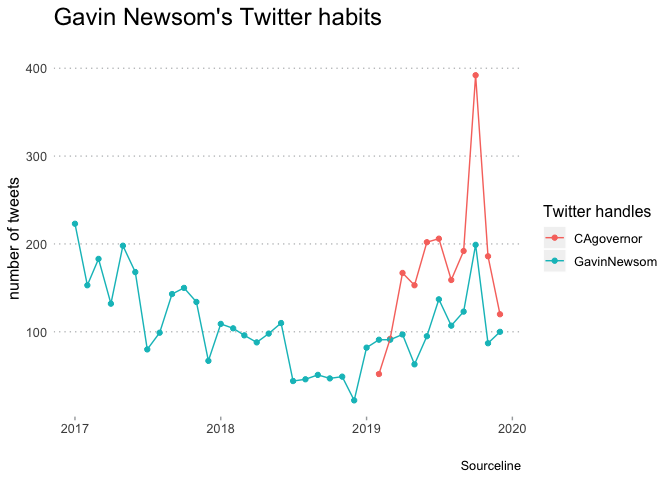 Gavin Newsom's Twitter habits
number of tweets
400
300
200
100
2017
2018
2019
2020
Twitter handles
CAgovernor
GavinNewsom
Sourceline